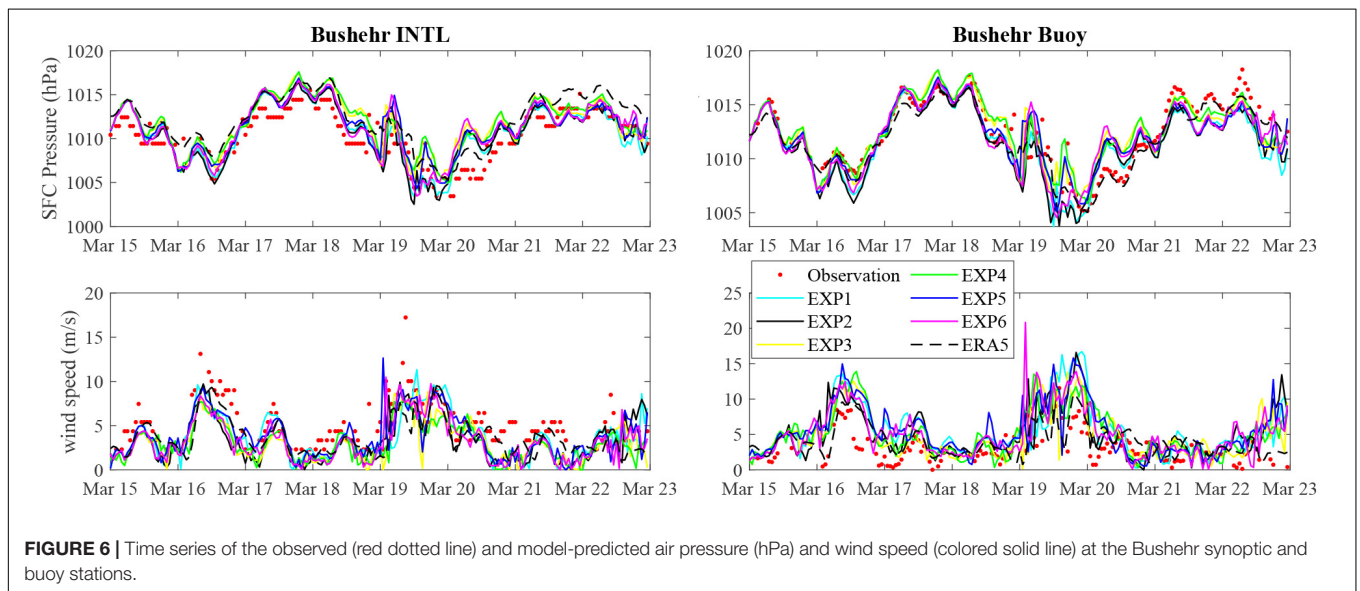 Bushehr INTL
Bushehr Buoy
SFC Pressure (hPa)
1020
1015
1010
1005
1000
Mar 15 Mar 16 Mar 17 Mar 18 Mar 19 Mar 20 Mar 21 Mar 22 Mar 23
1020
1015
1010
1005
Mar 15 Mar 16 Mar 17 Mar 18 Mar 19 Mar 20 Mar 21 Mar 22 Mar 23
wind speed (m/s)
20
15
10
5
0
Mar 15 Mar 16 Mar 17 Mar 18 Mar 19 Mar 20 Mar 21 Mar 22 Mar 23
Observation
EXP1
EXP2
EXP3
EXP4
EXP5
EXP6
ERA5
25
20
15
10
5
0
Mar 15 Mar 16 Mar 17 Mar 18 Mar 19 Mar 20 Mar 21 Mar 22 Mar 23
FIGURE 6 | Time series of the observed (red dotted line) and model-predicted air pressure (hPa) and wind speed (colored solid line) at the Bushehr synoptic and
buoy stations.